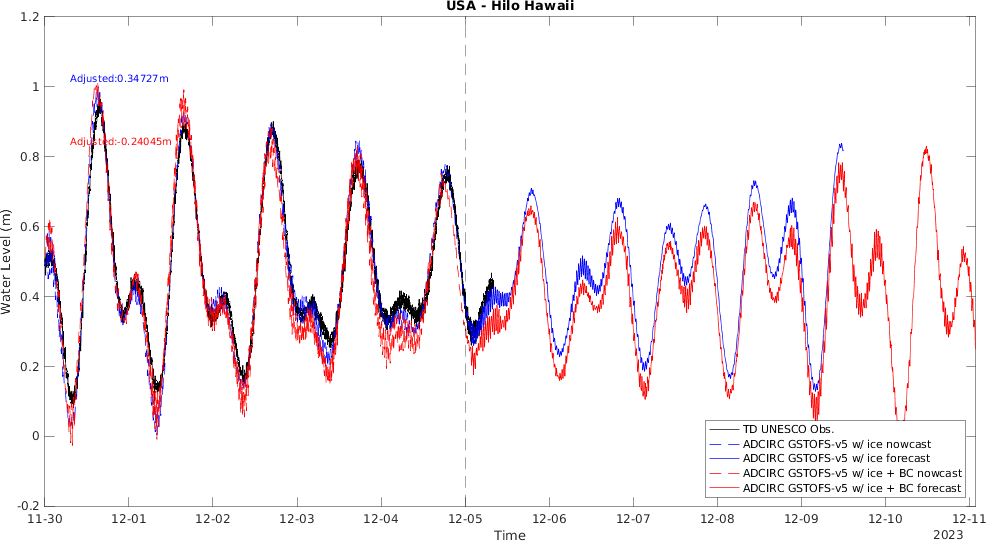 USA - Hilo Hawaii
Water Level (m)
1.2
1
0.8
0.6
0.4
0.2
0
-0.2
Adjusted:0.34727m
Adjusted:-0.24045m
TD UNESCO Obs.
ADCIRC GSTOFS-v5 w/ ice nowcast
ADCIRC GSTOFS-v5 w/ ice forecast
ADCIRC GSTOFS-v5 w/ ice + BC nowcast
ADCIRC GSTOFS-v5 w/ ice + BC forecast
11-30 12-01 12-02 12-03 12-04 12-05 12-06 12-07 12-08 12-09 12-10 12-11
Time
2023